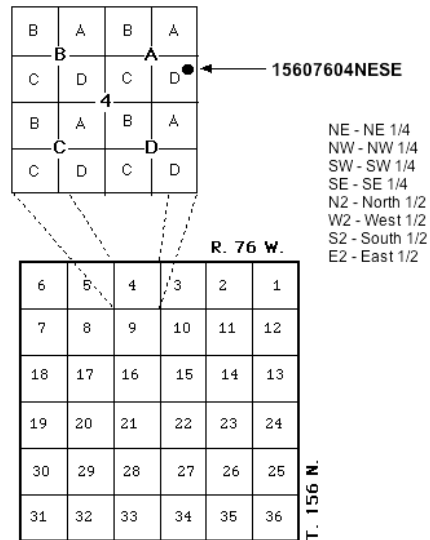 B A B A
B A
C D C D
15607604NESE
4
B A B A
C D
C D C D
NE - NE 1/4
NW - NW 1/4
SW - SW 1/4
SE - SE 1/4
N2 - North 1/2
W2 - West 1/2
S2 - South 1/2
E2 - East 1/2
R. 76 W.
6 5 4 3 2 1
7 8 9 10 11 12
18 17 16 15 14 13
19 20 21 22 23 24
30 29 28 27 26 25
31 32 33 34 35 36
T. 156 N.